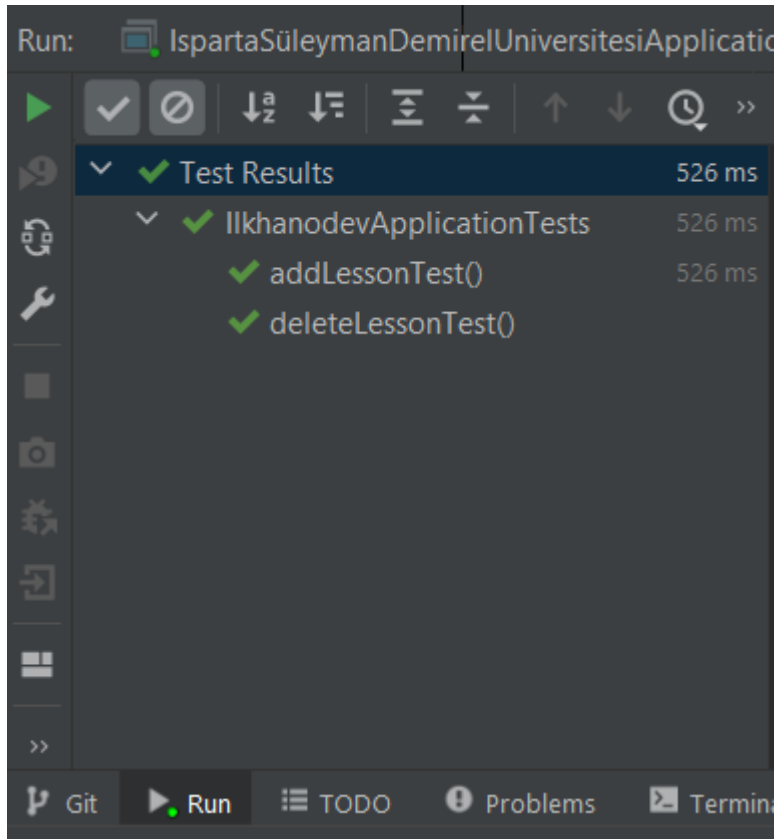 Run: IspartaSüleymanDemirelUniversitesiApplicatio
Test Results 526 ms
IlkhanodevApplicationTests 526 ms
addLessonTest() 526 ms
deleteLessonTest()
Git Run TODO Problems Termina